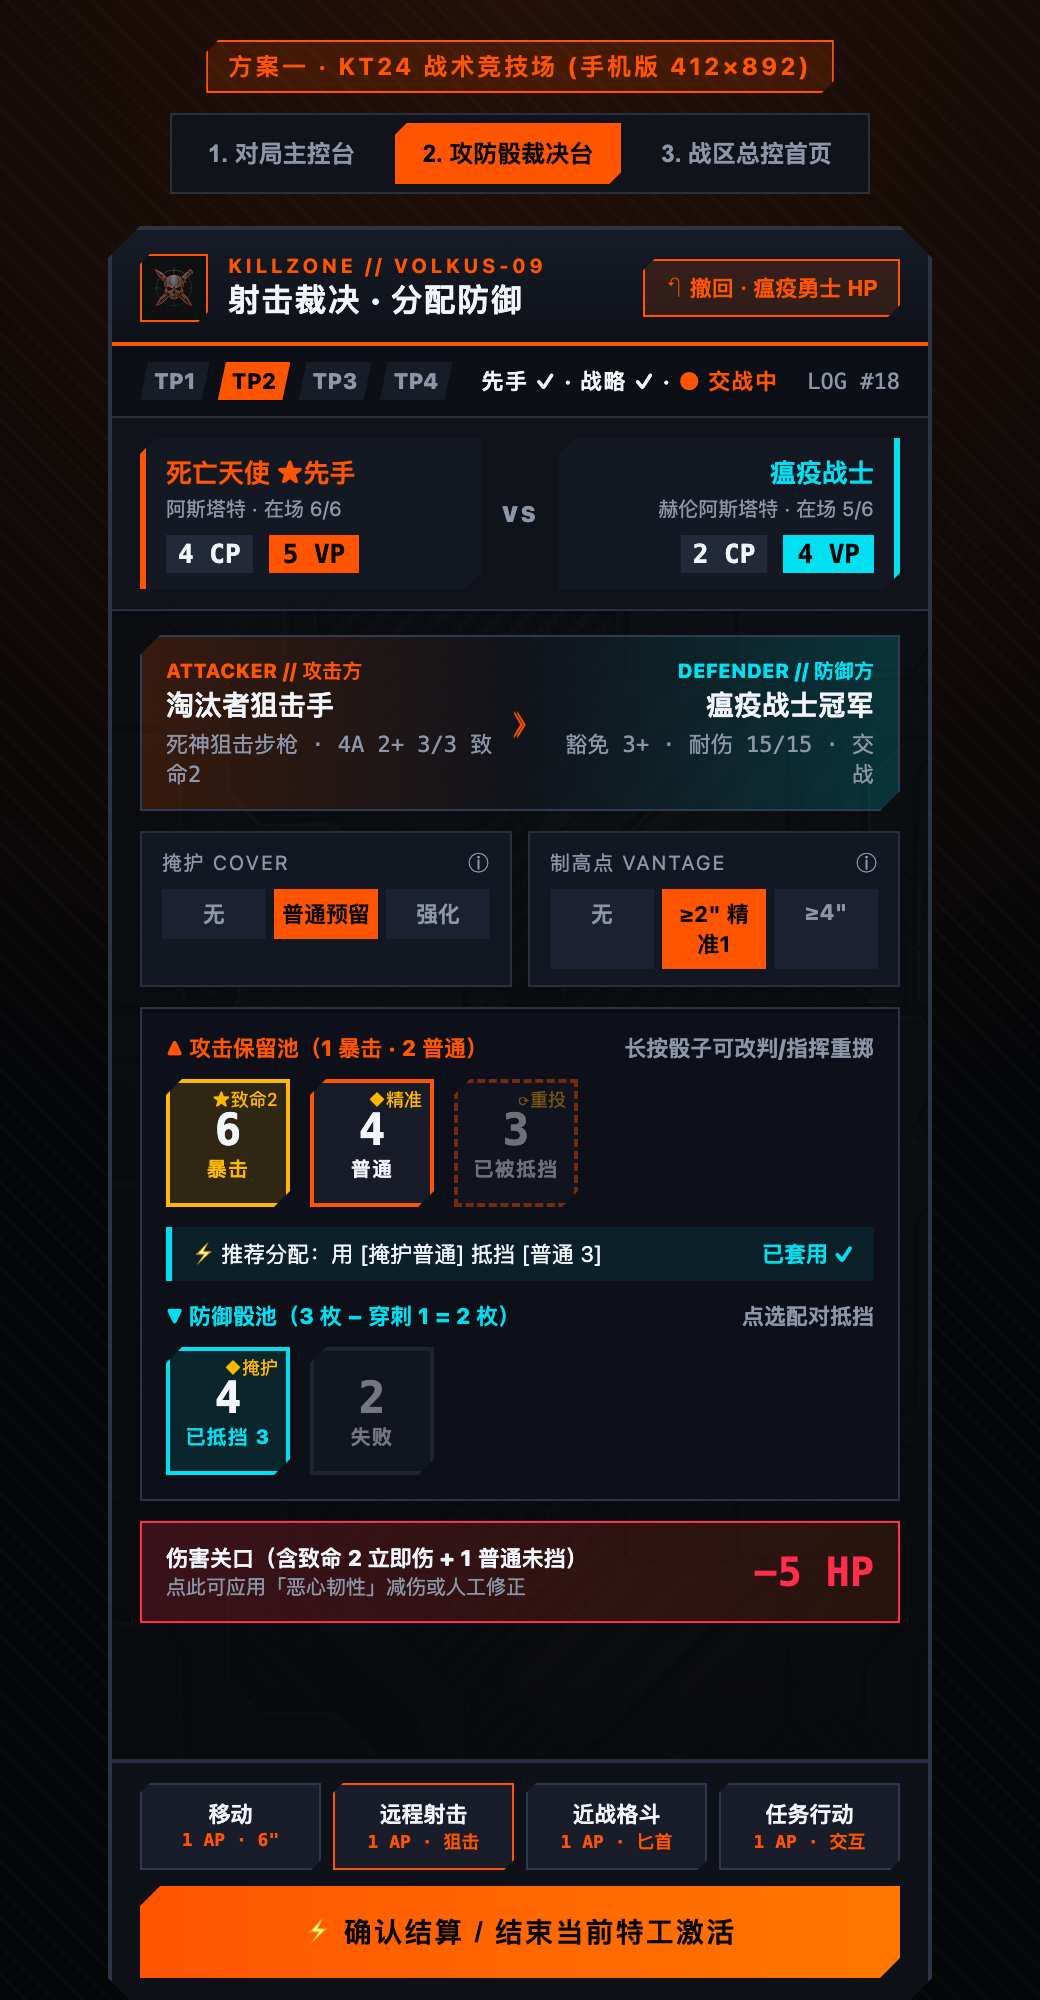 方案一 · KT24 战术竞技场 (手机版 412×892)
1. 对局主控台
2. 攻防骰裁决台
3. 战区总控首页
KILLZONE // VOLKUS-09
射击裁决 · 分配防御
撤回 · 瘟疫勇士 HP
TP1 TP2 TP3 TP4 先手 ✓ · 战略 ✓ · ● 交战中 LOG #18
死亡天使 ★先手
阿斯塔特 · 在场 6/6
4 CP 5 VP
VS
瘟疫战士
赫伦阿斯塔特 · 在场 5/6
2 CP 4 VP
ATTACKER // 攻击方
淘汰者狙击手
死神狙击步枪 · 4A 2+ 3/3 致
命2
》
DEFENDER // 防御方
瘟疫战士冠军
豁免 3+ · 耐伤 15/15 · 交
战
掩护 COVER ⓘ
无 普通预留 强化
制高点 VANTAGE ⓘ
无 ≥2" 精
准1
≥4"
▲ 攻击保留池（1 暴击 · 2 普通） 长按骰子可改判/指挥重掷
★致命2
6
暴击
◆精准
4
普通
⟳重投
3
已被抵挡
⚡ 推荐分配：用 [掩护普通] 抵挡 [普通 3] 已套用 ✓
▼ 防御骰池（3 枚 − 穿刺 1 = 2 枚） 点选配对抵挡
◆掩护
4
已抵挡 3
2
失败
伤害关口（含致命 2 立即伤 + 1 普通未挡）
点此可应用「恶心韧性」减伤或人工修正
−5 HP
移动
1 AP · 6"
远程射击
1 AP · 狙击
近战格斗
1 AP · 匕首
任务行动
1 AP · 交互
⚡ 确认结算 / 结束当前特工激活